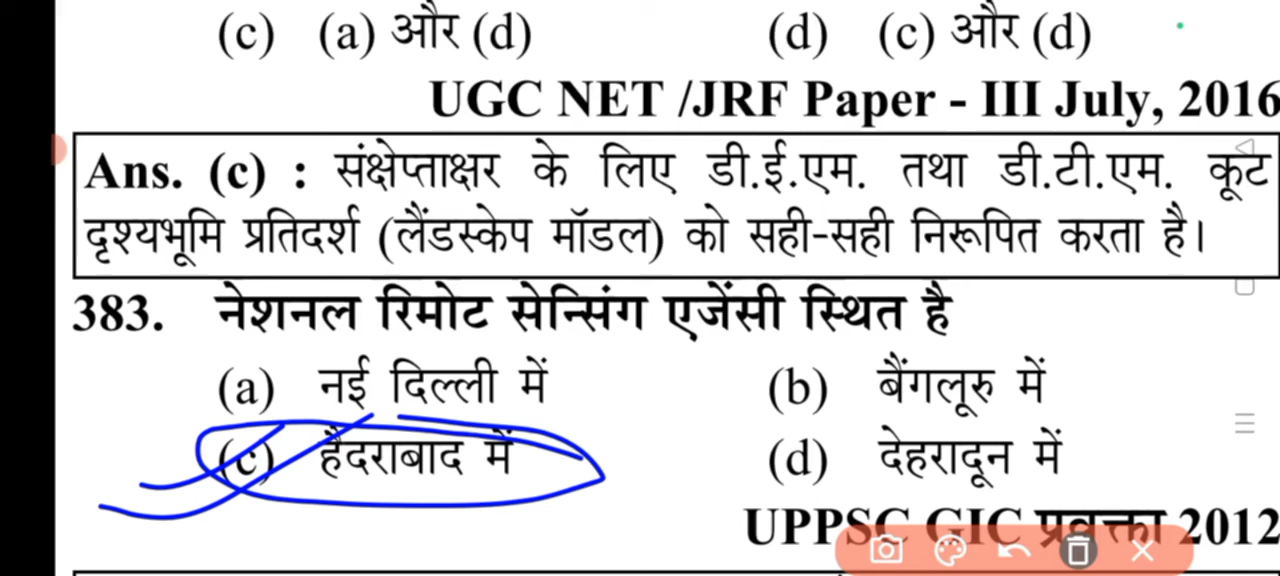 (c) (a) और (d) (d) (c) और (d)
UGC NET /JRF Paper - III July, 2016
Ans. (c) : संक्षेप्ताक्षर के लिए डी.ई.एम. तथा डी.टी.एम. कूट
दृश्यभूमि प्रतिदर्श (लैंडस्केप मॉडल) को सही-सही निरूपित करता है।
383. नेशनल रिमोट सेन्सिंग एजेंसी स्थित है
(a) नई दिल्ली में (b) बैंगलूरु में
(c) हैदराबाद में (d) देहरादून में
UPPSC GIC प्रवक्ता 2012